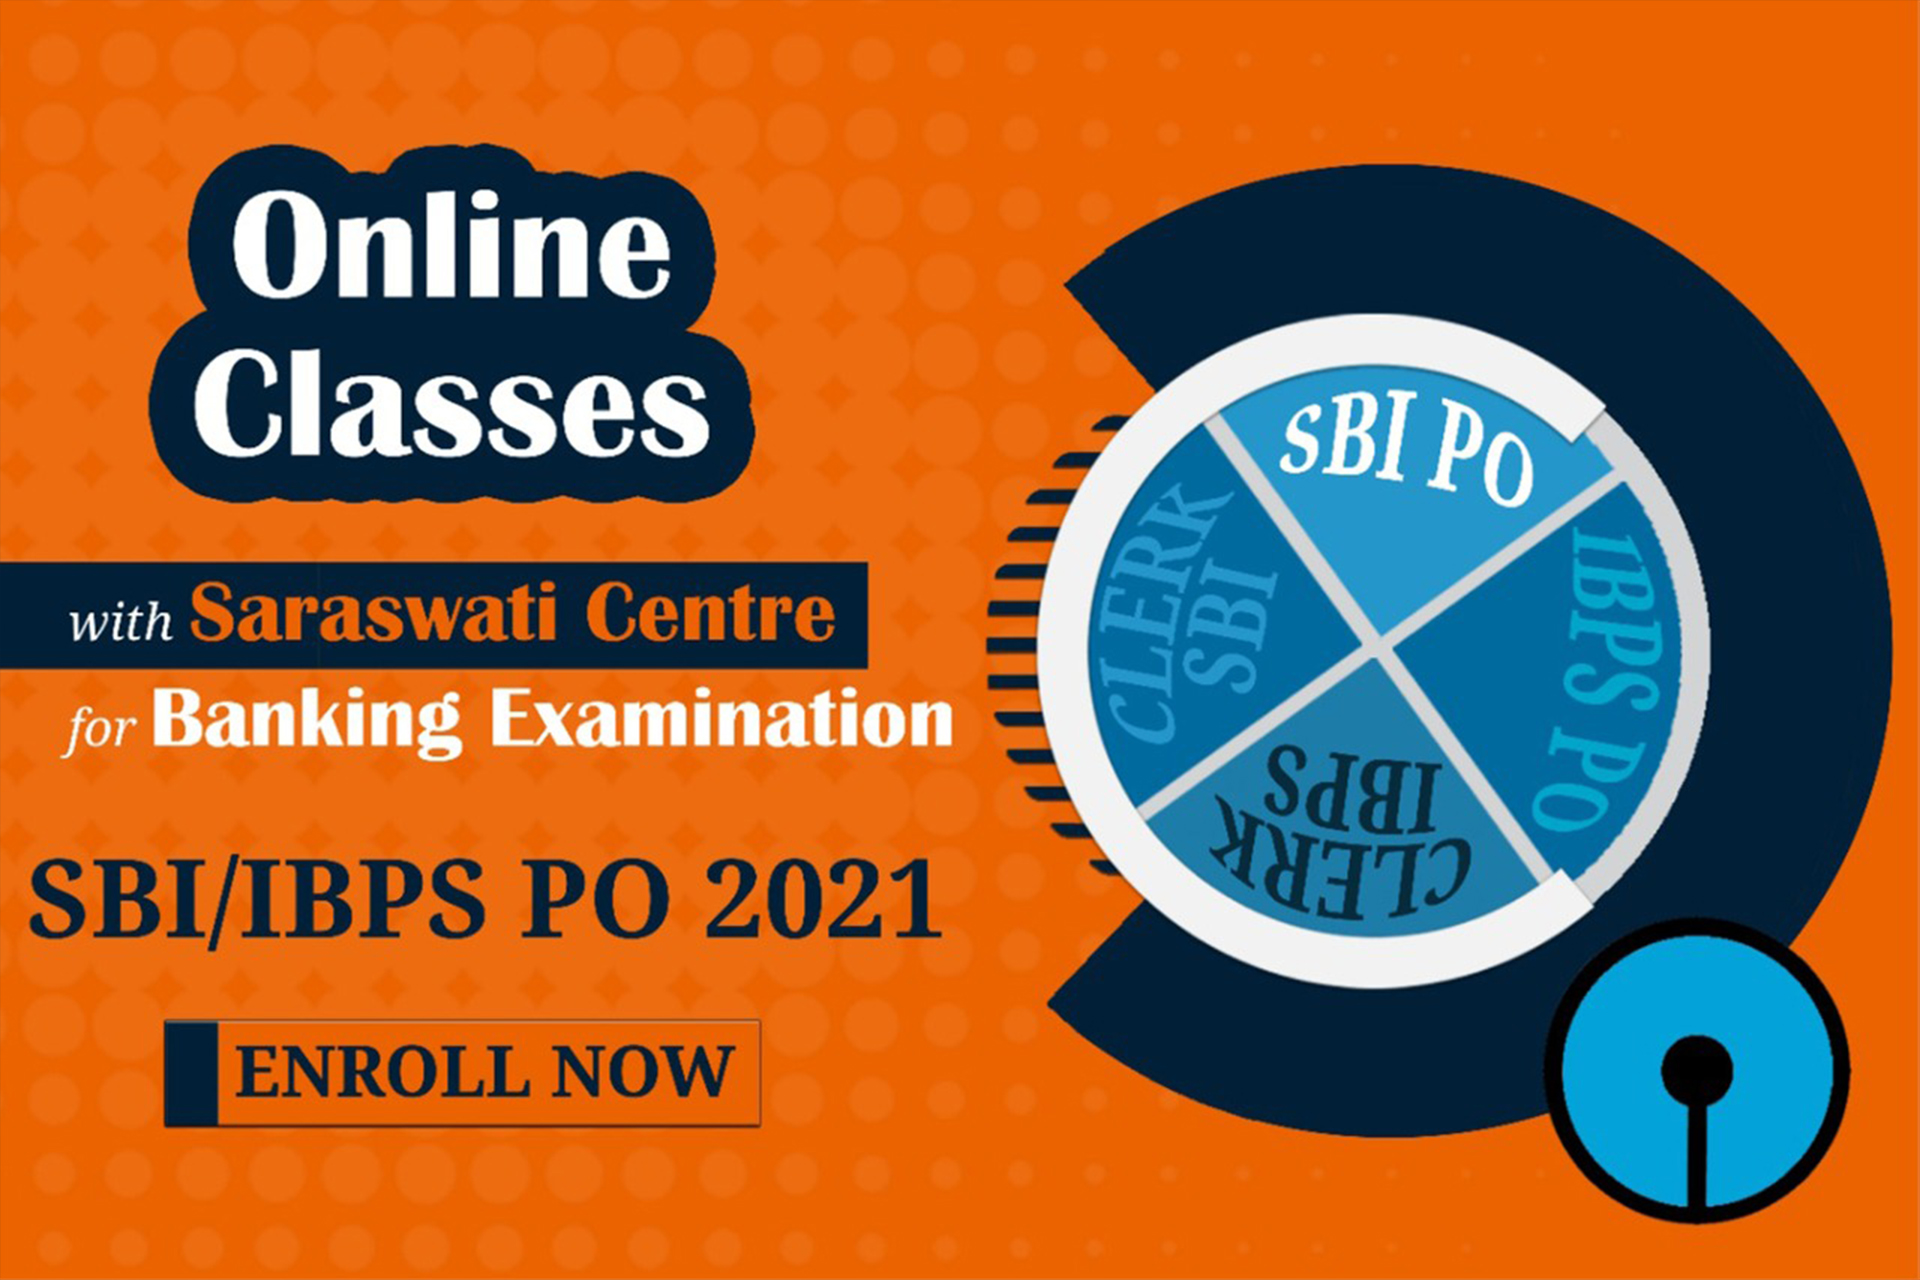 Online
Classes
with Saraswati Centre
for Banking Examination
SBI/IBPS PO 2021
ENROLL NOW
SBI PO
IBPS PO
CLERK
IBPS
CLERK
SBI